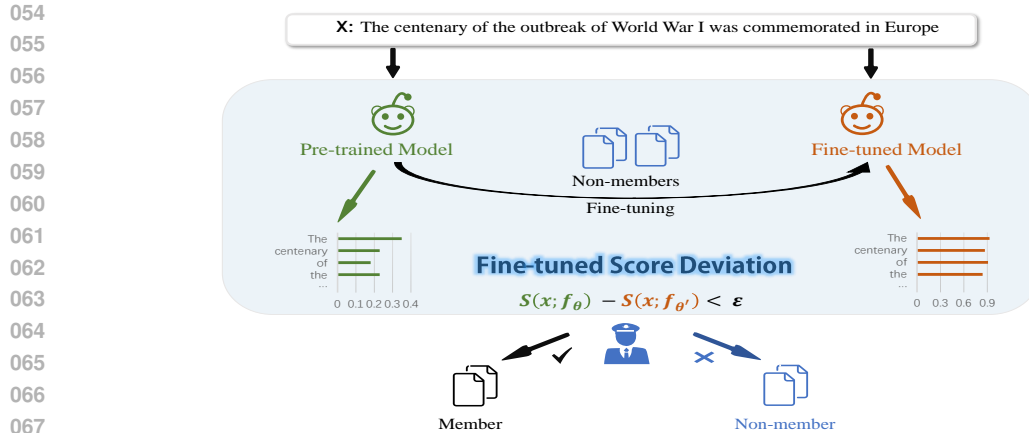 054
055
056
057
058
059
060
061
062
063
064
065
066
067
X: The centenary of the outbreak of World War I was commemorated in Europe
Pre-trained Model
Fine-tuned Model
Non-members
Fine-tuning
The
centenary
of
the
...
0 0.1 0.2 0.3 0.4
The
centenary
of
the
...
0 0.3 0.6 0.9
Fine-tuned Score Deviation
S(x; f_θ) − S(x; f_θ′) < ε
Member
Non-member